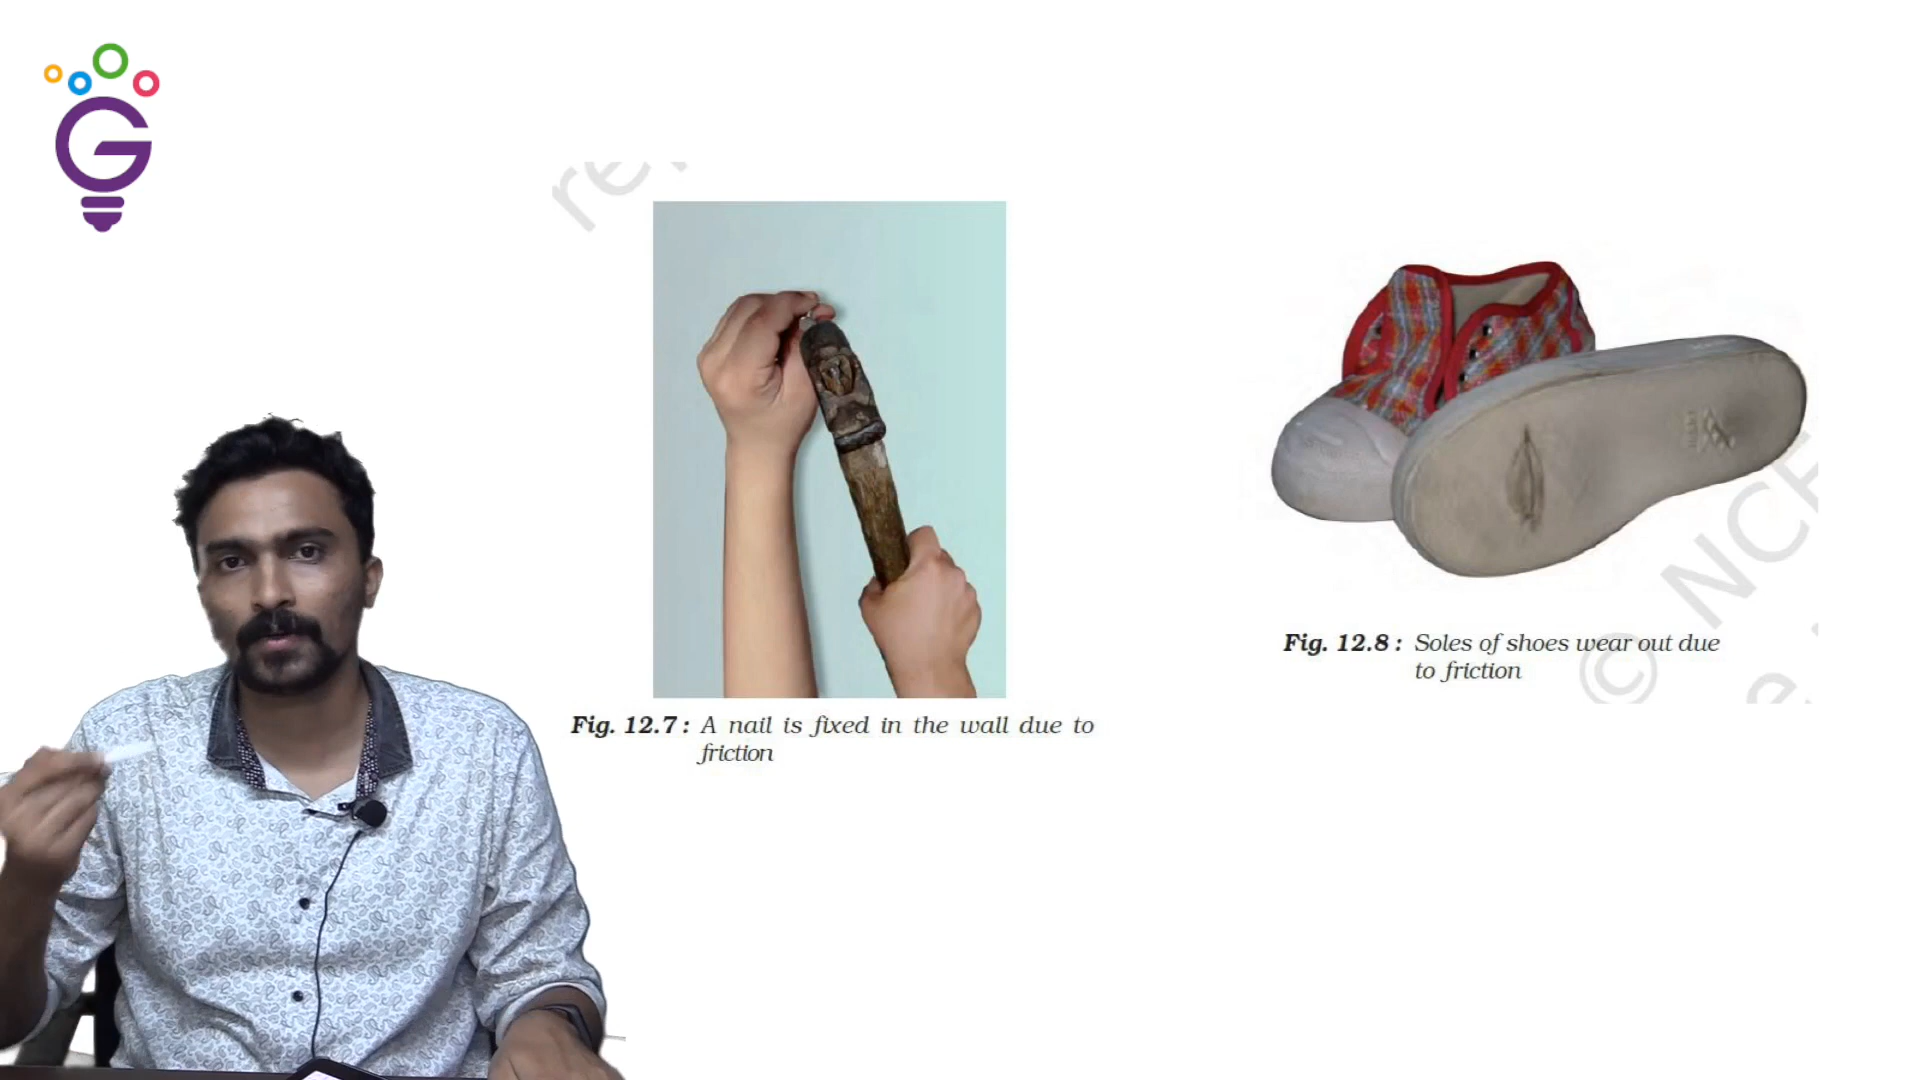 Fig. 12.7 : A nail is fixed in the wall due to
friction
Fig. 12.8 : Soles of shoes wear out due
to friction
© NCE